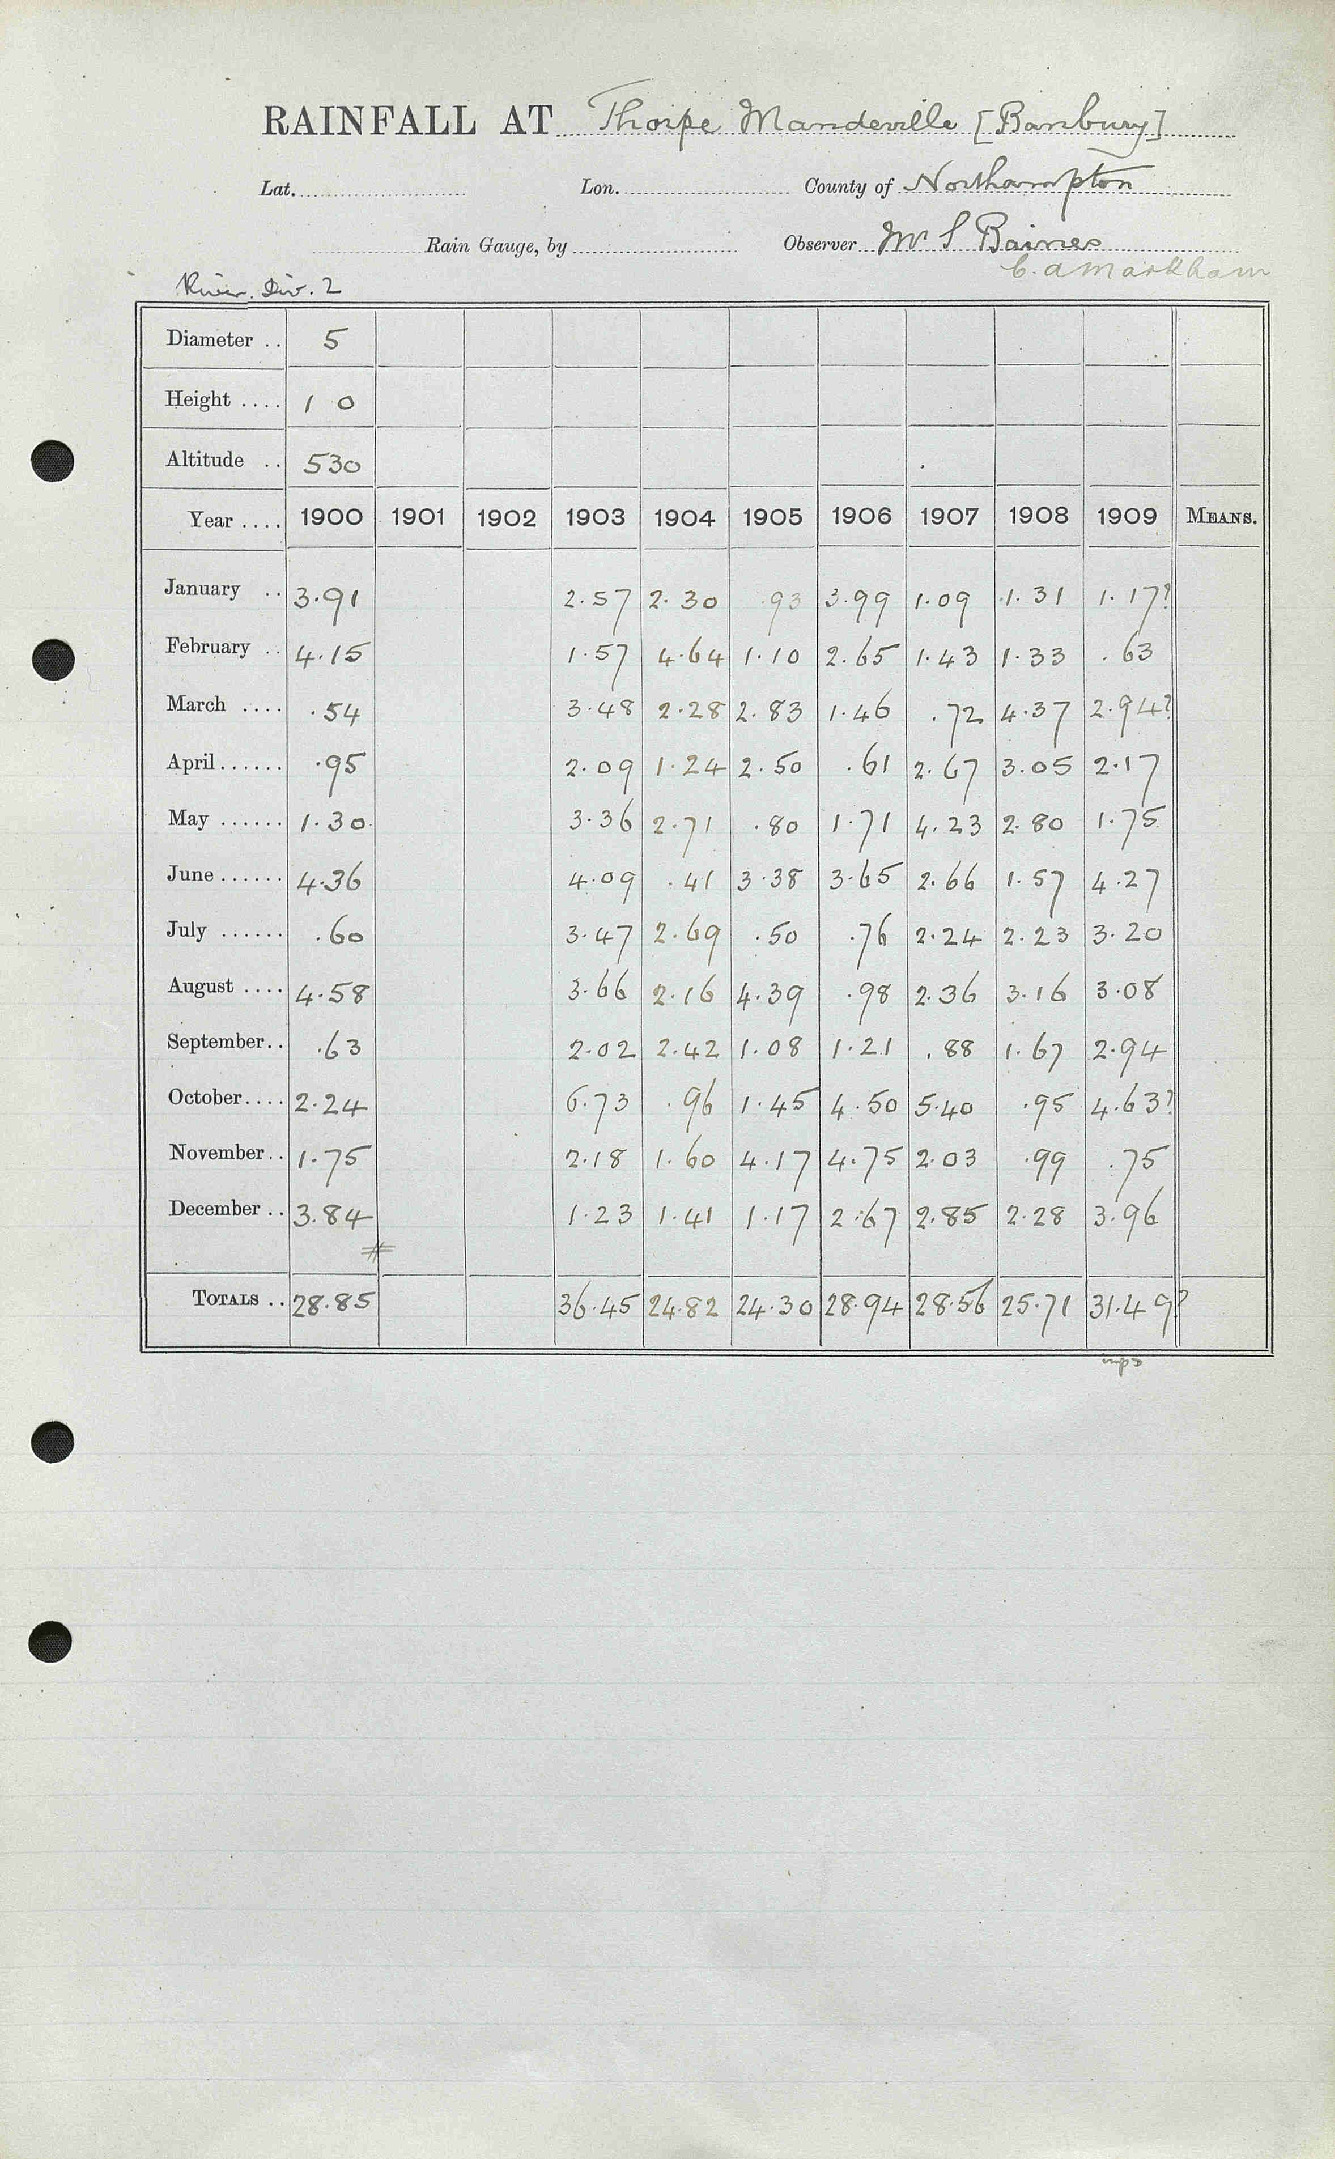 RAINFALL AT Thorpe Mandeville [Banbury]
Lat. Lon. County of Northampton
Rain Gauge, by Observer Mr S Baines
C. A Markham
River. Div. 2
Diameter .. 5
Height .... 1 0
Altitude .. 530
Year .... 1900 1901 1902 1903 1904 1905 1906 1907 1908 1909 MEANS.
January .. 3.91 2.57 2.30 .93 3.99 1.09 1.31 1.17?
February .. 4.15 1.57 4.64 1.10 2.65 1.43 1.33 .63
March .... .54 3.48 2.28 2.83 1.46 .72 4.37 2.94?
April ...... .95 2.09 1.24 2.50 .61 2.67 3.05 2.17
May ...... 1.30 3.36 2.71 .80 1.71 4.23 2.80 1.75
June ...... 4.36 4.09 .41 3.38 3.65 2.66 1.57 4.27
July ...... .60 3.47 2.69 .50 .76 2.24 2.23 3.20
August .... 4.58 3.66 2.16 4.39 .98 2.36 3.16 3.08
September.. .63 2.02 2.42 1.08 1.21 .88 1.67 2.94
October.... 2.24 6.73 .96 1.45 4.50 5.40 .95 4.63?
November.. 1.75 2.18 1.60 4.17 4.75 2.03 .99 .75
December .. 3.84 1.23 1.41 1.17 2.67 2.85 2.28 3.96
#
TOTALS .. 28.85 36.45 24.82 24.30 28.94 28.56 25.71 31.49?